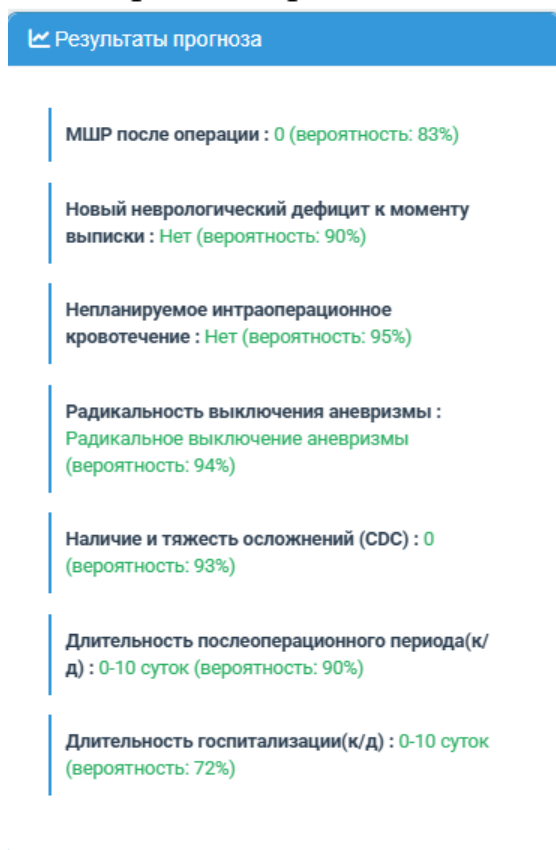 Результаты прогноза
МШР после операции : 0 (вероятность: 83%)
Новый неврологический дефицит к моменту
выписки : Нет (вероятность: 90%)
Непланируемое интраоперационное
кровотечение : Нет (вероятность: 95%)
Радикальность выключения аневризмы :
Радикальное выключение аневризмы
(вероятность: 94%)
Наличие и тяжесть осложнений (CDC) : 0
(вероятность: 93%)
Длительность послеоперационного периода(к/
д) : 0-10 суток (вероятность: 90%)
Длительность госпитализации(к/д) : 0-10 суток
(вероятность: 72%)